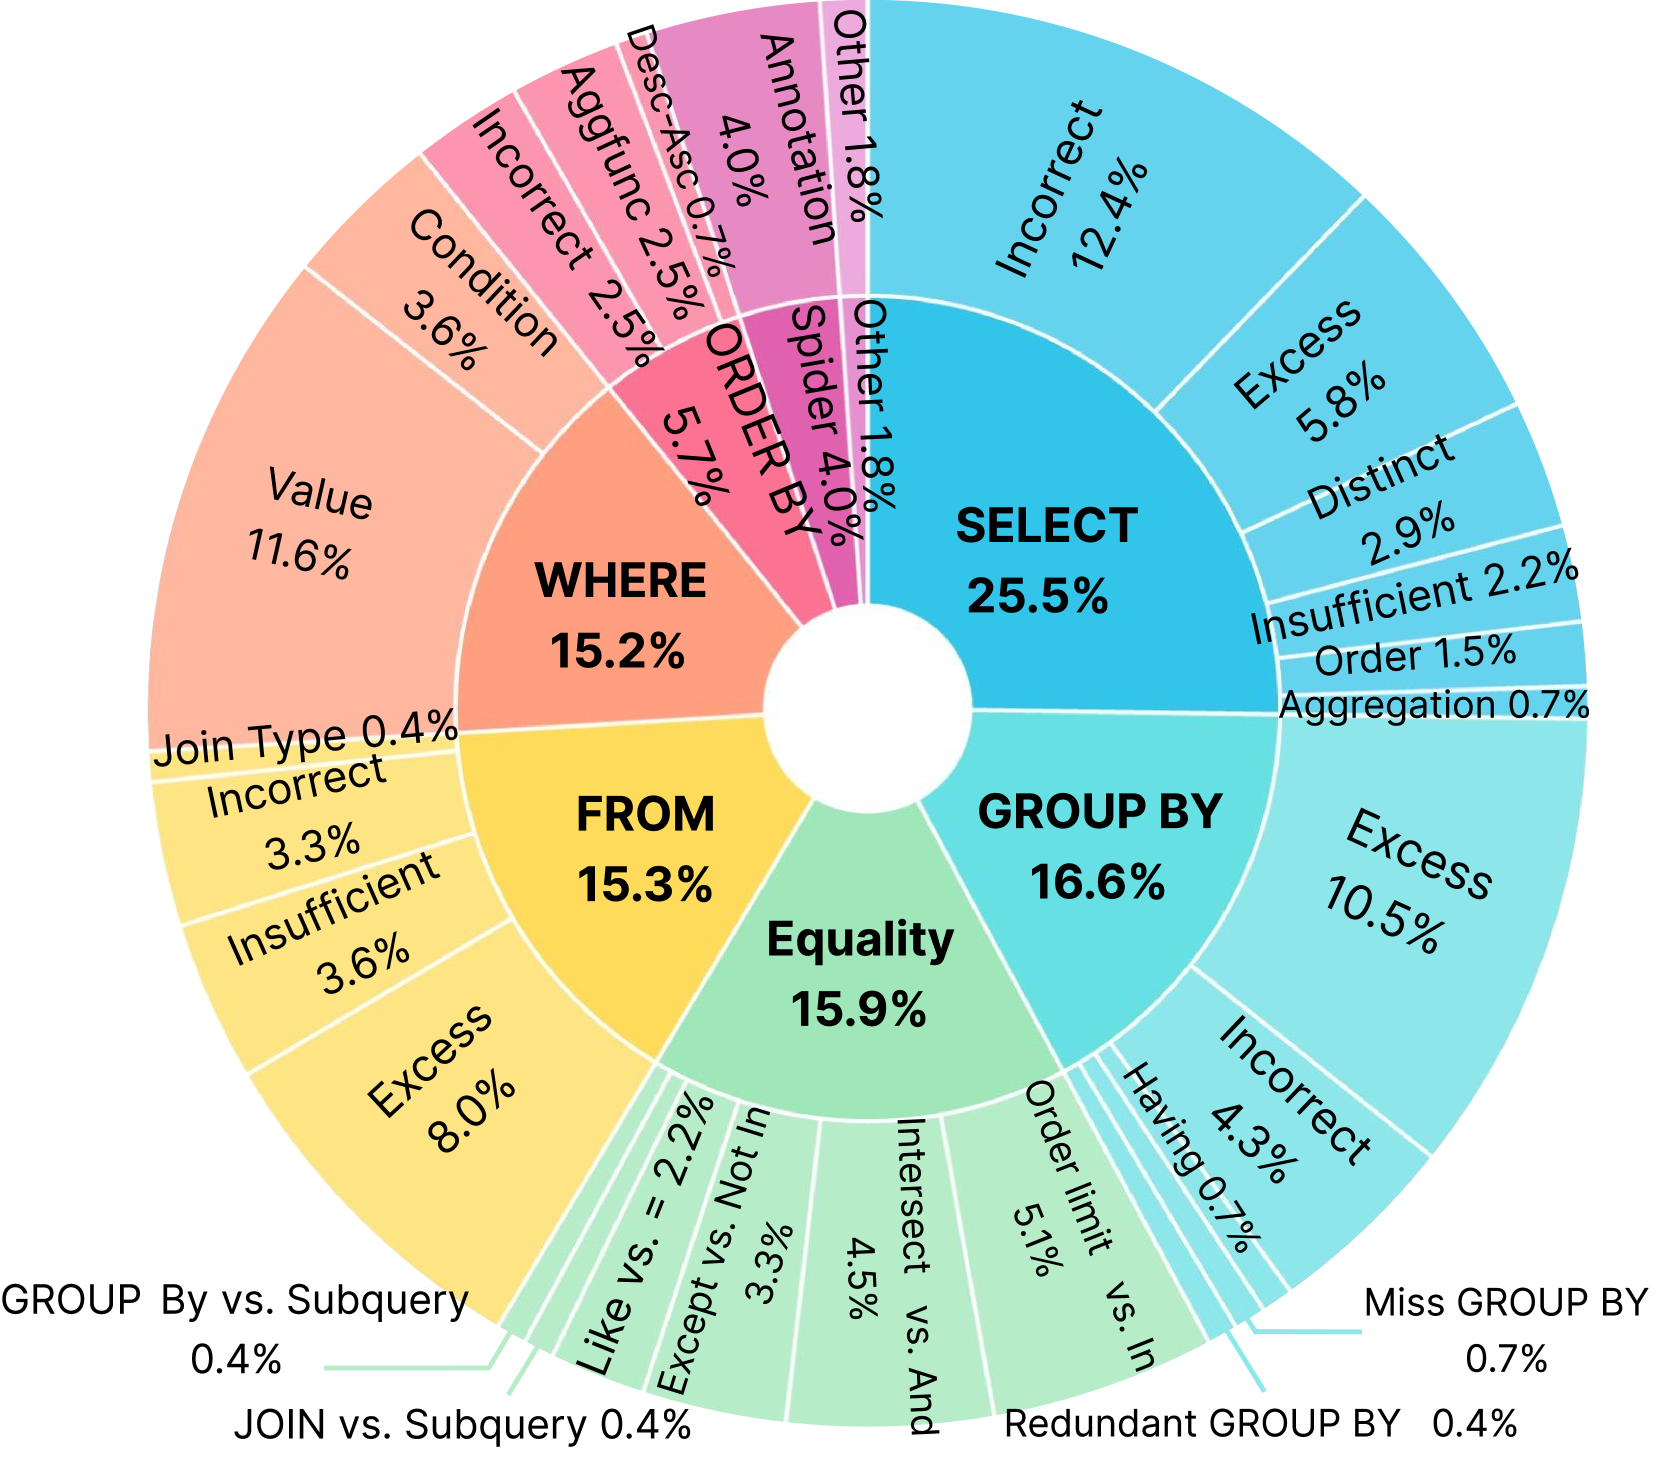 SELECT
25.5%
Incorrect
12.4%
Excess
5.8%
Distinct
2.9%
Insufficient 2.2%
Order 1.5%
Aggregation 0.7%
GROUP BY
16.6%
Excess
10.5%
Incorrect
4.3%
Having 0.7%
Miss GROUP BY
0.7%
Redundant GROUP BY 0.4%
Equality
15.9%
Order limit vs. In
5.1%
Intersect vs. And
4.5%
Except vs. Not In
3.3%
Like vs. = 2.2%
JOIN vs. Subquery 0.4%
GROUP By vs. Subquery
0.4%
FROM
15.3%
Excess
8.0%
Insufficient
3.6%
Incorrect
3.3%
Join Type 0.4%
WHERE
15.2%
Value
11.6%
Condition
3.6%
ORDER BY
5.7%
Incorrect 2.5%
Aggfunc 2.5%
Desc-Asc 0.7%
Spider 4.0%
Annotation
4.0%
Other 1.8%
Other 1.8%